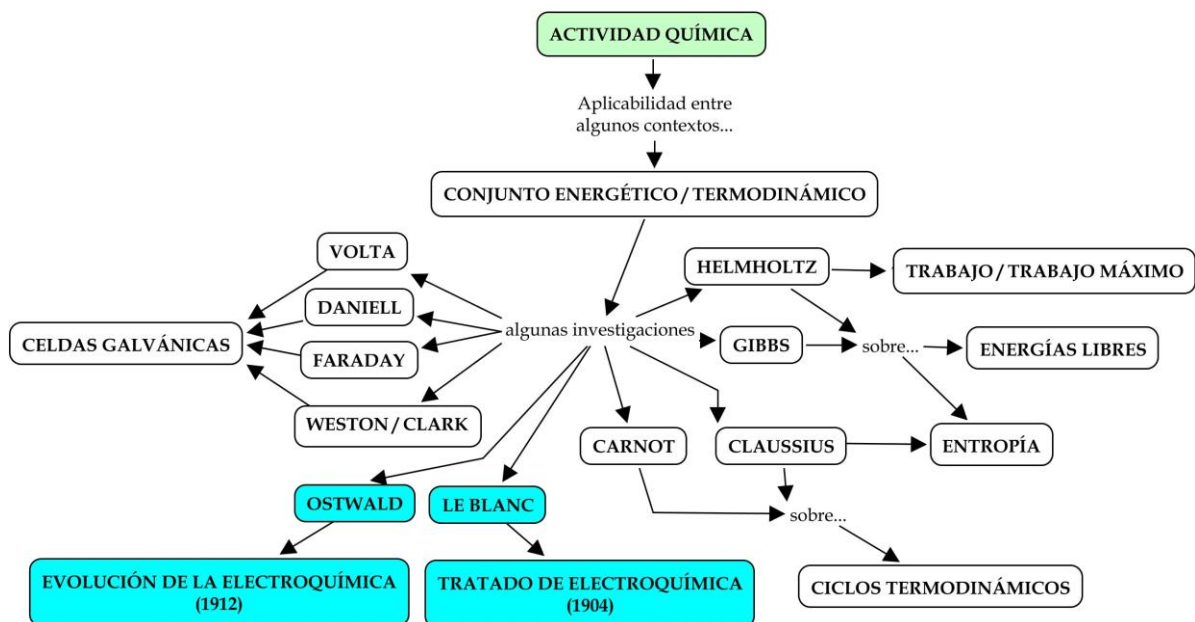 ACTIVIDAD QUÍMICA
Aplicabilidad entre
algunos contextos...
CONJUNTO ENERGÉTICO / TERMODINÁMICO
VOLTA
HELMHOLTZ
TRABAJO / TRABAJO MÁXIMO
DANIELL
algunas investigaciones
CELDAS GALVÁNICAS
GIBBS
sobre...
ENERGÍAS LIBRES
FARADAY
WESTON / CLARK
CARNOT
CLAUSSIUS
ENTROPÍA
OSTWALD
LE BLANC
sobre...
EVOLUCIÓN DE LA ELECTROQUÍMICA
(1912)
TRATADO DE ELECTROQUÍMICA
(1904)
CICLOS TERMODINÁMICOS